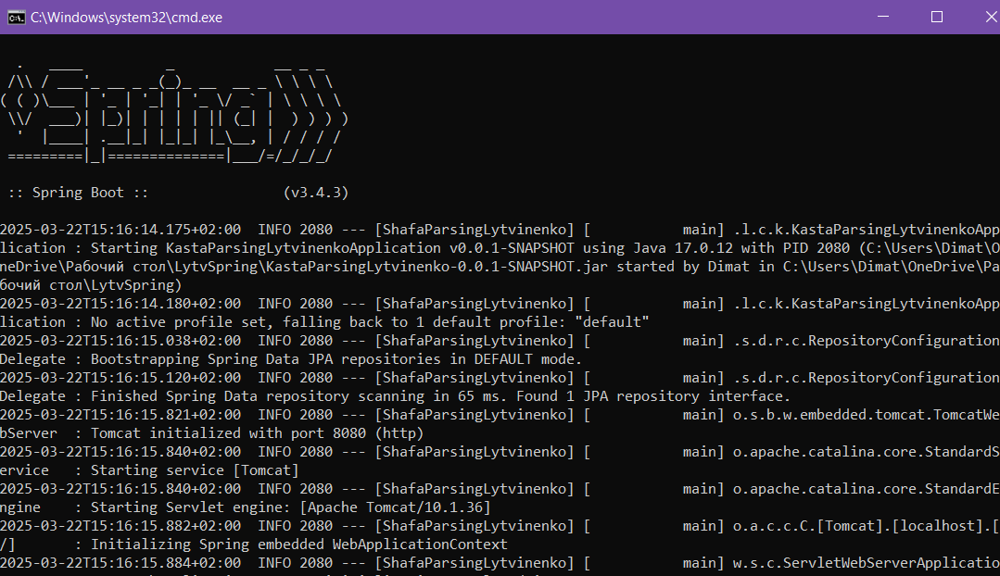 C:\Windows\system32\cmd.exe
  .   ____          _            __ _ _
 /\\ / ___'_ __ _ _(_)_ __  __ _ \ \ \ \
( ( )\___ | '_ | '_| | '_ \/ _` | \ \ \ \
 \\/  ___)| |_)| | | | | || (_| |  ) ) ) )
  '  |____| .__|_| |_|_| |_\__, | / / / /
 =========|_|==============|___/=/_/_/_/
 :: Spring Boot ::                (v3.4.3)
2025-03-22T15:16:14.175+02:00  INFO 2080 --- [ShafaParsingLytvinenko] [           main] .l.c.k.KastaParsingLytvinenkoApp
lication : Starting KastaParsingLytvinenkoApplication v0.0.1-SNAPSHOT using Java 17.0.12 with PID 2080 (C:\Users\Dimat\O
neDrive\Рабочий стол\LytvSpring\KastaParsingLytvinenko-0.0.1-SNAPSHOT.jar started by Dimat in C:\Users\Dimat\OneDrive\Ра
бочий стол\LytvSpring)
2025-03-22T15:16:14.180+02:00  INFO 2080 --- [ShafaParsingLytvinenko] [           main] .l.c.k.KastaParsingLytvinenkoApp
lication : No active profile set, falling back to 1 default profile: "default"
2025-03-22T15:16:15.038+02:00  INFO 2080 --- [ShafaParsingLytvinenko] [           main] .s.d.r.c.RepositoryConfiguration
Delegate : Bootstrapping Spring Data JPA repositories in DEFAULT mode.
2025-03-22T15:16:15.120+02:00  INFO 2080 --- [ShafaParsingLytvinenko] [           main] .s.d.r.c.RepositoryConfiguration
Delegate : Finished Spring Data repository scanning in 65 ms. Found 1 JPA repository interface.
2025-03-22T15:16:15.821+02:00  INFO 2080 --- [ShafaParsingLytvinenko] [           main] o.s.b.w.embedded.tomcat.TomcatWe
bServer  : Tomcat initialized with port 8080 (http)
2025-03-22T15:16:15.840+02:00  INFO 2080 --- [ShafaParsingLytvinenko] [           main] o.apache.catalina.core.StandardS
ervice   : Starting service [Tomcat]
2025-03-22T15:16:15.840+02:00  INFO 2080 --- [ShafaParsingLytvinenko] [           main] o.apache.catalina.core.StandardE
ngine    : Starting Servlet engine: [Apache Tomcat/10.1.36]
2025-03-22T15:16:15.882+02:00  INFO 2080 --- [ShafaParsingLytvinenko] [           main] o.a.c.c.C.[Tomcat].[localhost].[
/]       : Initializing Spring embedded WebApplicationContext
2025-03-22T15:16:15.884+02:00  INFO 2080 --- [ShafaParsingLytvinenko] [           main] w.s.c.ServletWebServerApplicatio